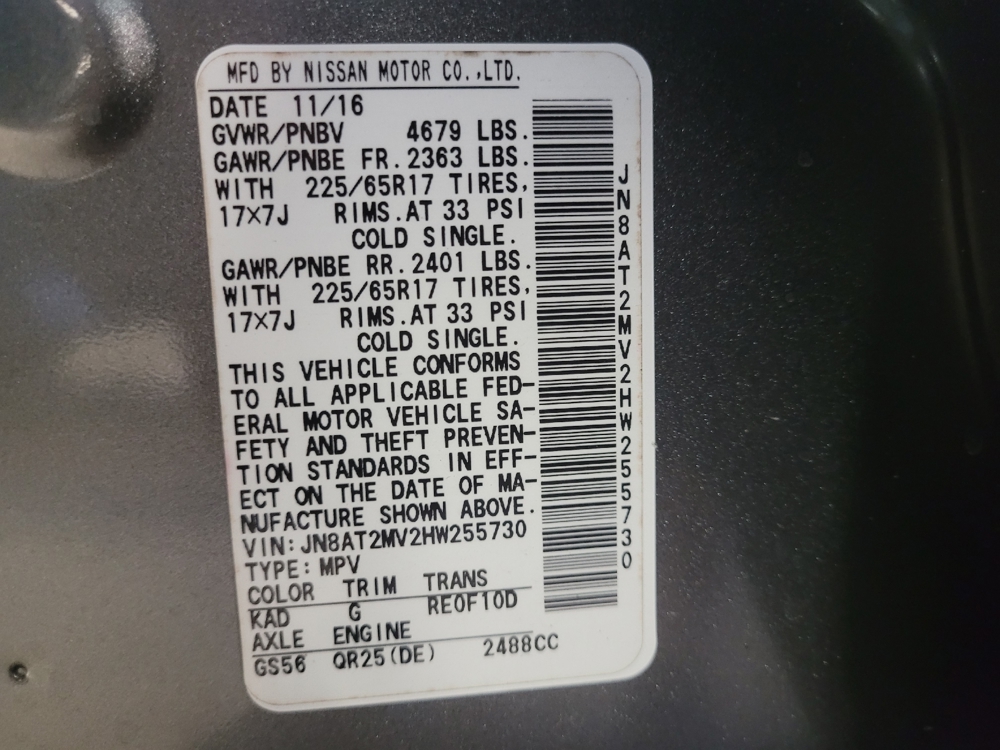 MFD BY NISSAN MOTOR CO.,LTD.
DATE 11/16
GVWR/PNBV 4679 LBS.
GAWR/PNBE FR. 2363 LBS.
WITH 225/65R17 TIRES,
17×7J RIMS.AT 33 PSI
COLD SINGLE.
GAWR/PNBE RR. 2401 LBS.
WITH 225/65R17 TIRES,
17×7J RIMS.AT 33 PSI
COLD SINGLE.
THIS VEHICLE CONFORMS
TO ALL APPLICABLE FED-
ERAL MOTOR VEHICLE SA-
FETY AND THEFT PREVEN-
TION STANDARDS IN EFF-
ECT ON THE DATE OF MA-
NUFACTURE SHOWN ABOVE.
VIN: JN8AT2MV2HW255730
TYPE: MPV
COLOR TRIM TRANS
KAD G RE0F10D
AXLE ENGINE
GS56 QR25(DE) 2488CC
JN8AT2MV2HW255730